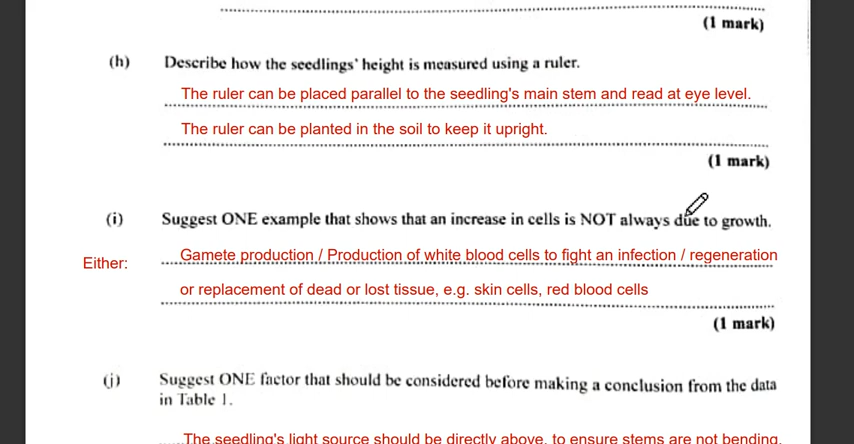 (1 mark)
(h) Describe how the seedlings' height is measured using a ruler.
The ruler can be placed parallel to the seedling's main stem and read at eye level.
The ruler can be planted in the soil to keep it upright.
(1 mark)
(i) Suggest ONE example that shows that an increase in cells is NOT always due to growth.
Either: Gamete production / Production of white blood cells to fight an infection / regeneration
or replacement of dead or lost tissue, e.g. skin cells, red blood cells
(1 mark)
(j) Suggest ONE factor that should be considered before making a conclusion from the data
in Table 1.
The seedling's light source should be directly above, to ensure stems are not bending.